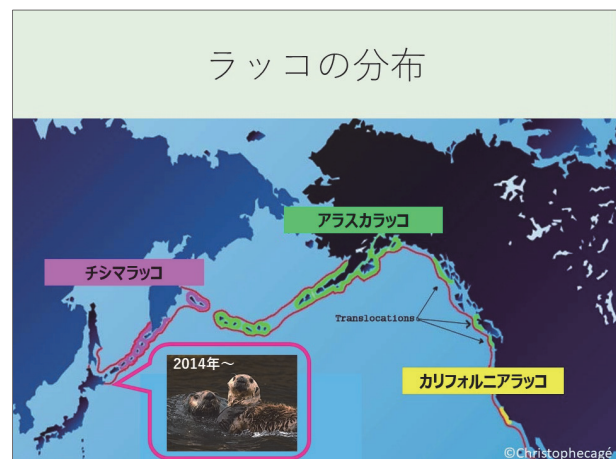 ラッコの分布
アラスカラッコ
チシマラッコ
Translocations
2014年～
カリフォルニアラッコ
©Christophecagé